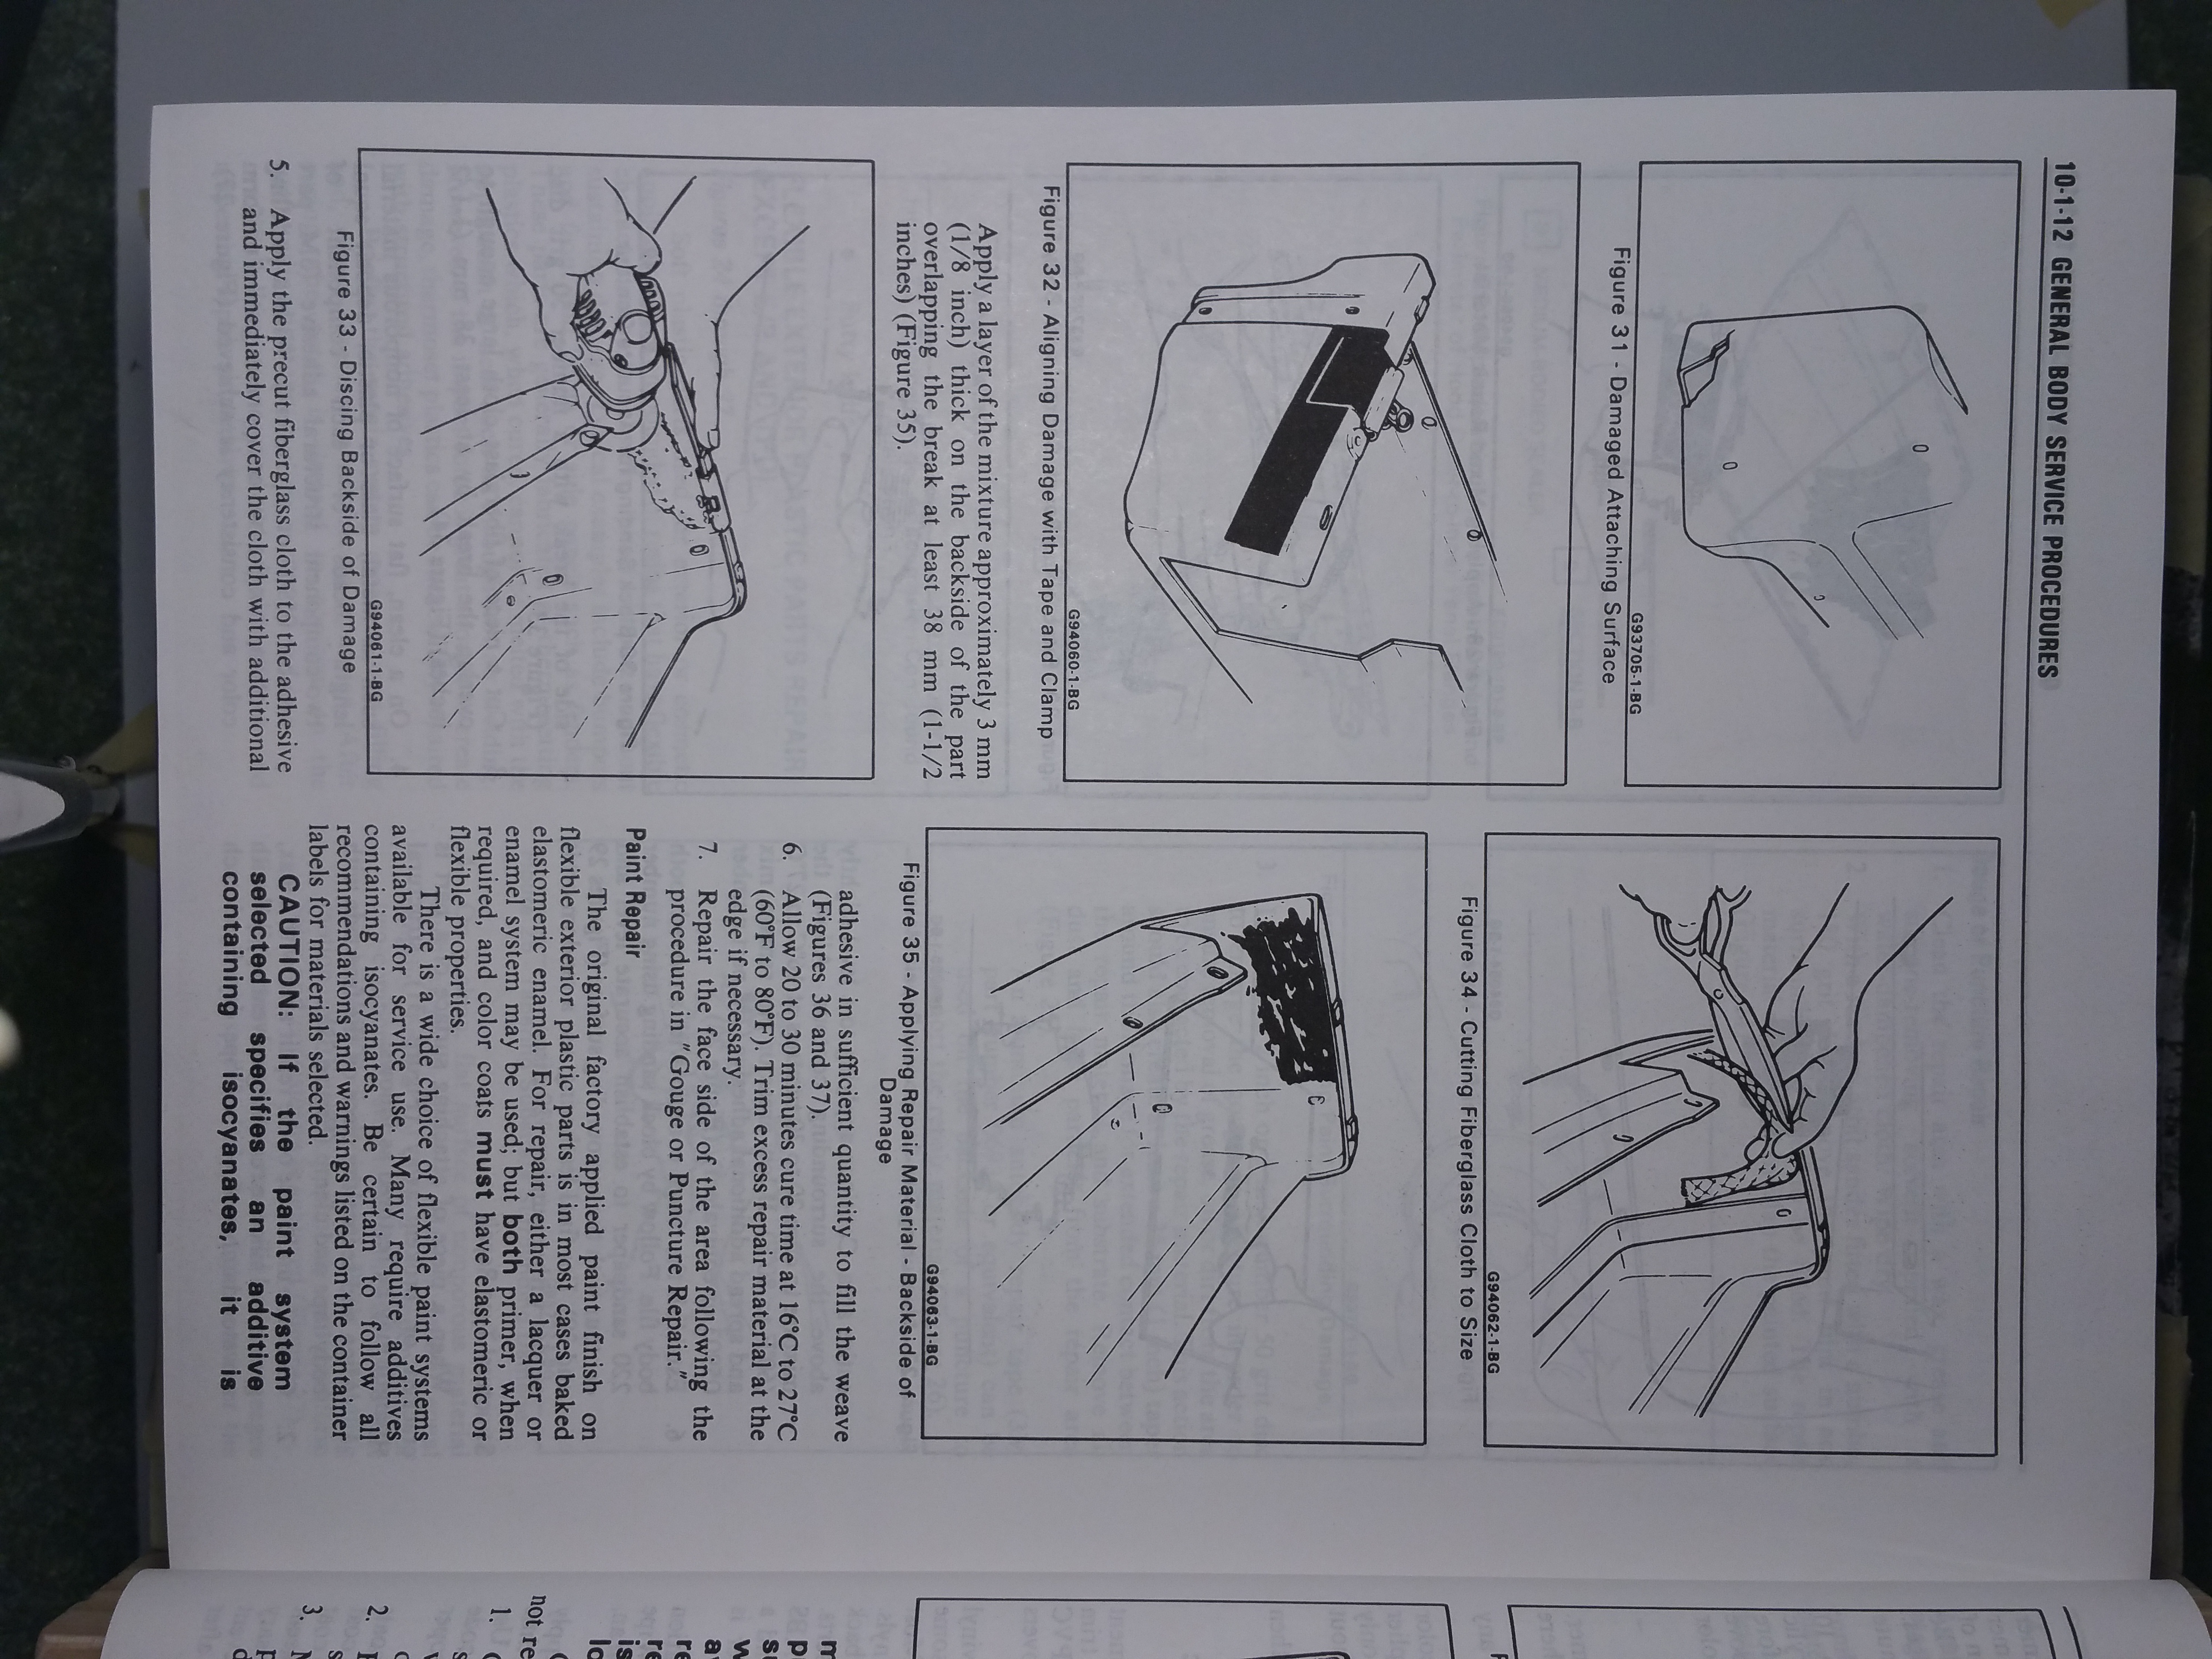 10-1-12 GENERAL BODY SERVICE PROCEDURES
G93705-1-BG
Figure 31 - Damaged Attaching Surface
G94060-1-BG
Figure 32 - Aligning Damage with Tape and Clamp
Apply a layer of the mixture approximately 3 mm
(1/8 inch) thick on the backside of the part
overlapping the break at least 38 mm (1-1/2
inches) (Figure 35).
G94061-1-BG
Figure 33 - Discing Backside of Damage
5. Apply the precut fiberglass cloth to the adhesive
and immediately cover the cloth with additional
G94062-1-BG
Figure 34 - Cutting Fiberglass Cloth to Size
G94063-1-BG
Figure 35 - Applying Repair Material - Backside of
Damage
adhesive in sufficient quantity to fill the weave
(Figures 36 and 37).
6. Allow 20 to 30 minutes cure time at 16°C to 27°C
(60°F to 80°F). Trim excess repair material at the
edge if necessary.
7. Repair the face side of the area following the
procedure in "Gouge or Puncture Repair."
Paint Repair
The original factory applied paint finish on
flexible exterior plastic parts is in most cases baked
elastomeric enamel. For repair, either a lacquer or
enamel system may be used; but both primer, when
required, and color coats must have elastomeric or
flexible properties.
There is a wide choice of flexible paint systems
available for service use. Many require additives
containing isocyanates. Be certain to follow all
recommendations and warnings listed on the container
labels for materials selected.
CAUTION: If the paint system
selected specifies an additive
containing isocyanates, it is
not re
1.
2.
3.